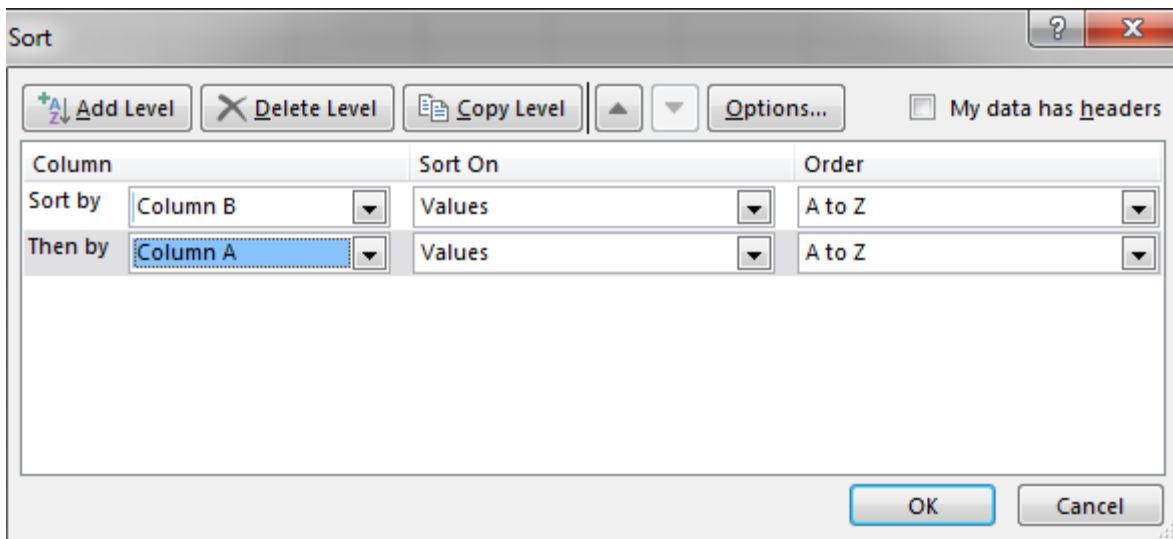 Sort
Add Level Delete Level Copy Level Options... My data has headers
Column Sort On Order
Sort by Column B Values A to Z
Then by Column A Values A to Z
OK Cancel